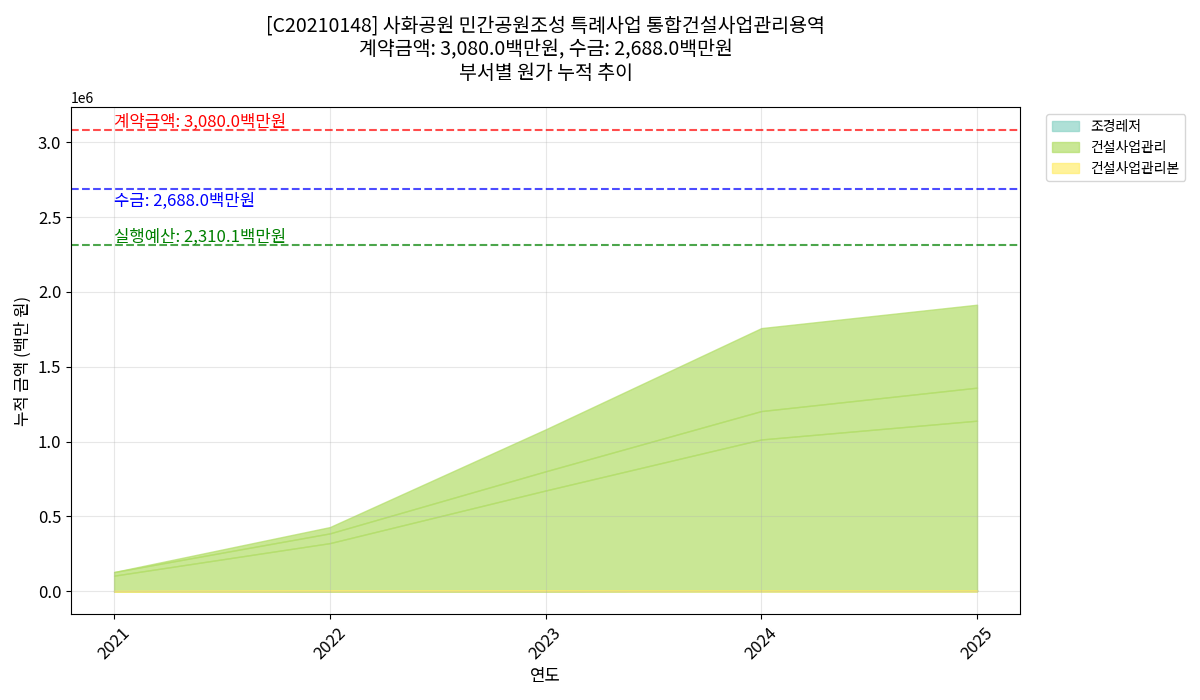 [C20210148] 사화공원 민간공원조성 특례사업 통합건설사업관리용역
계약금액: 3,080.0백만원, 수금: 2,688.0백만원
부서별 원가 누적 추이
1e6
계약금액: 3,080.0백만원
조경레저
건설사업관리
건설사업관리본
3.0
수금: 2,688.0백만원
2.5
실행예산: 2,310.1백만원
2.0
1.5
1.0
0.5
0.0
누적 금액 (백만 원)
2021
2022
2023
2024
2025
연도